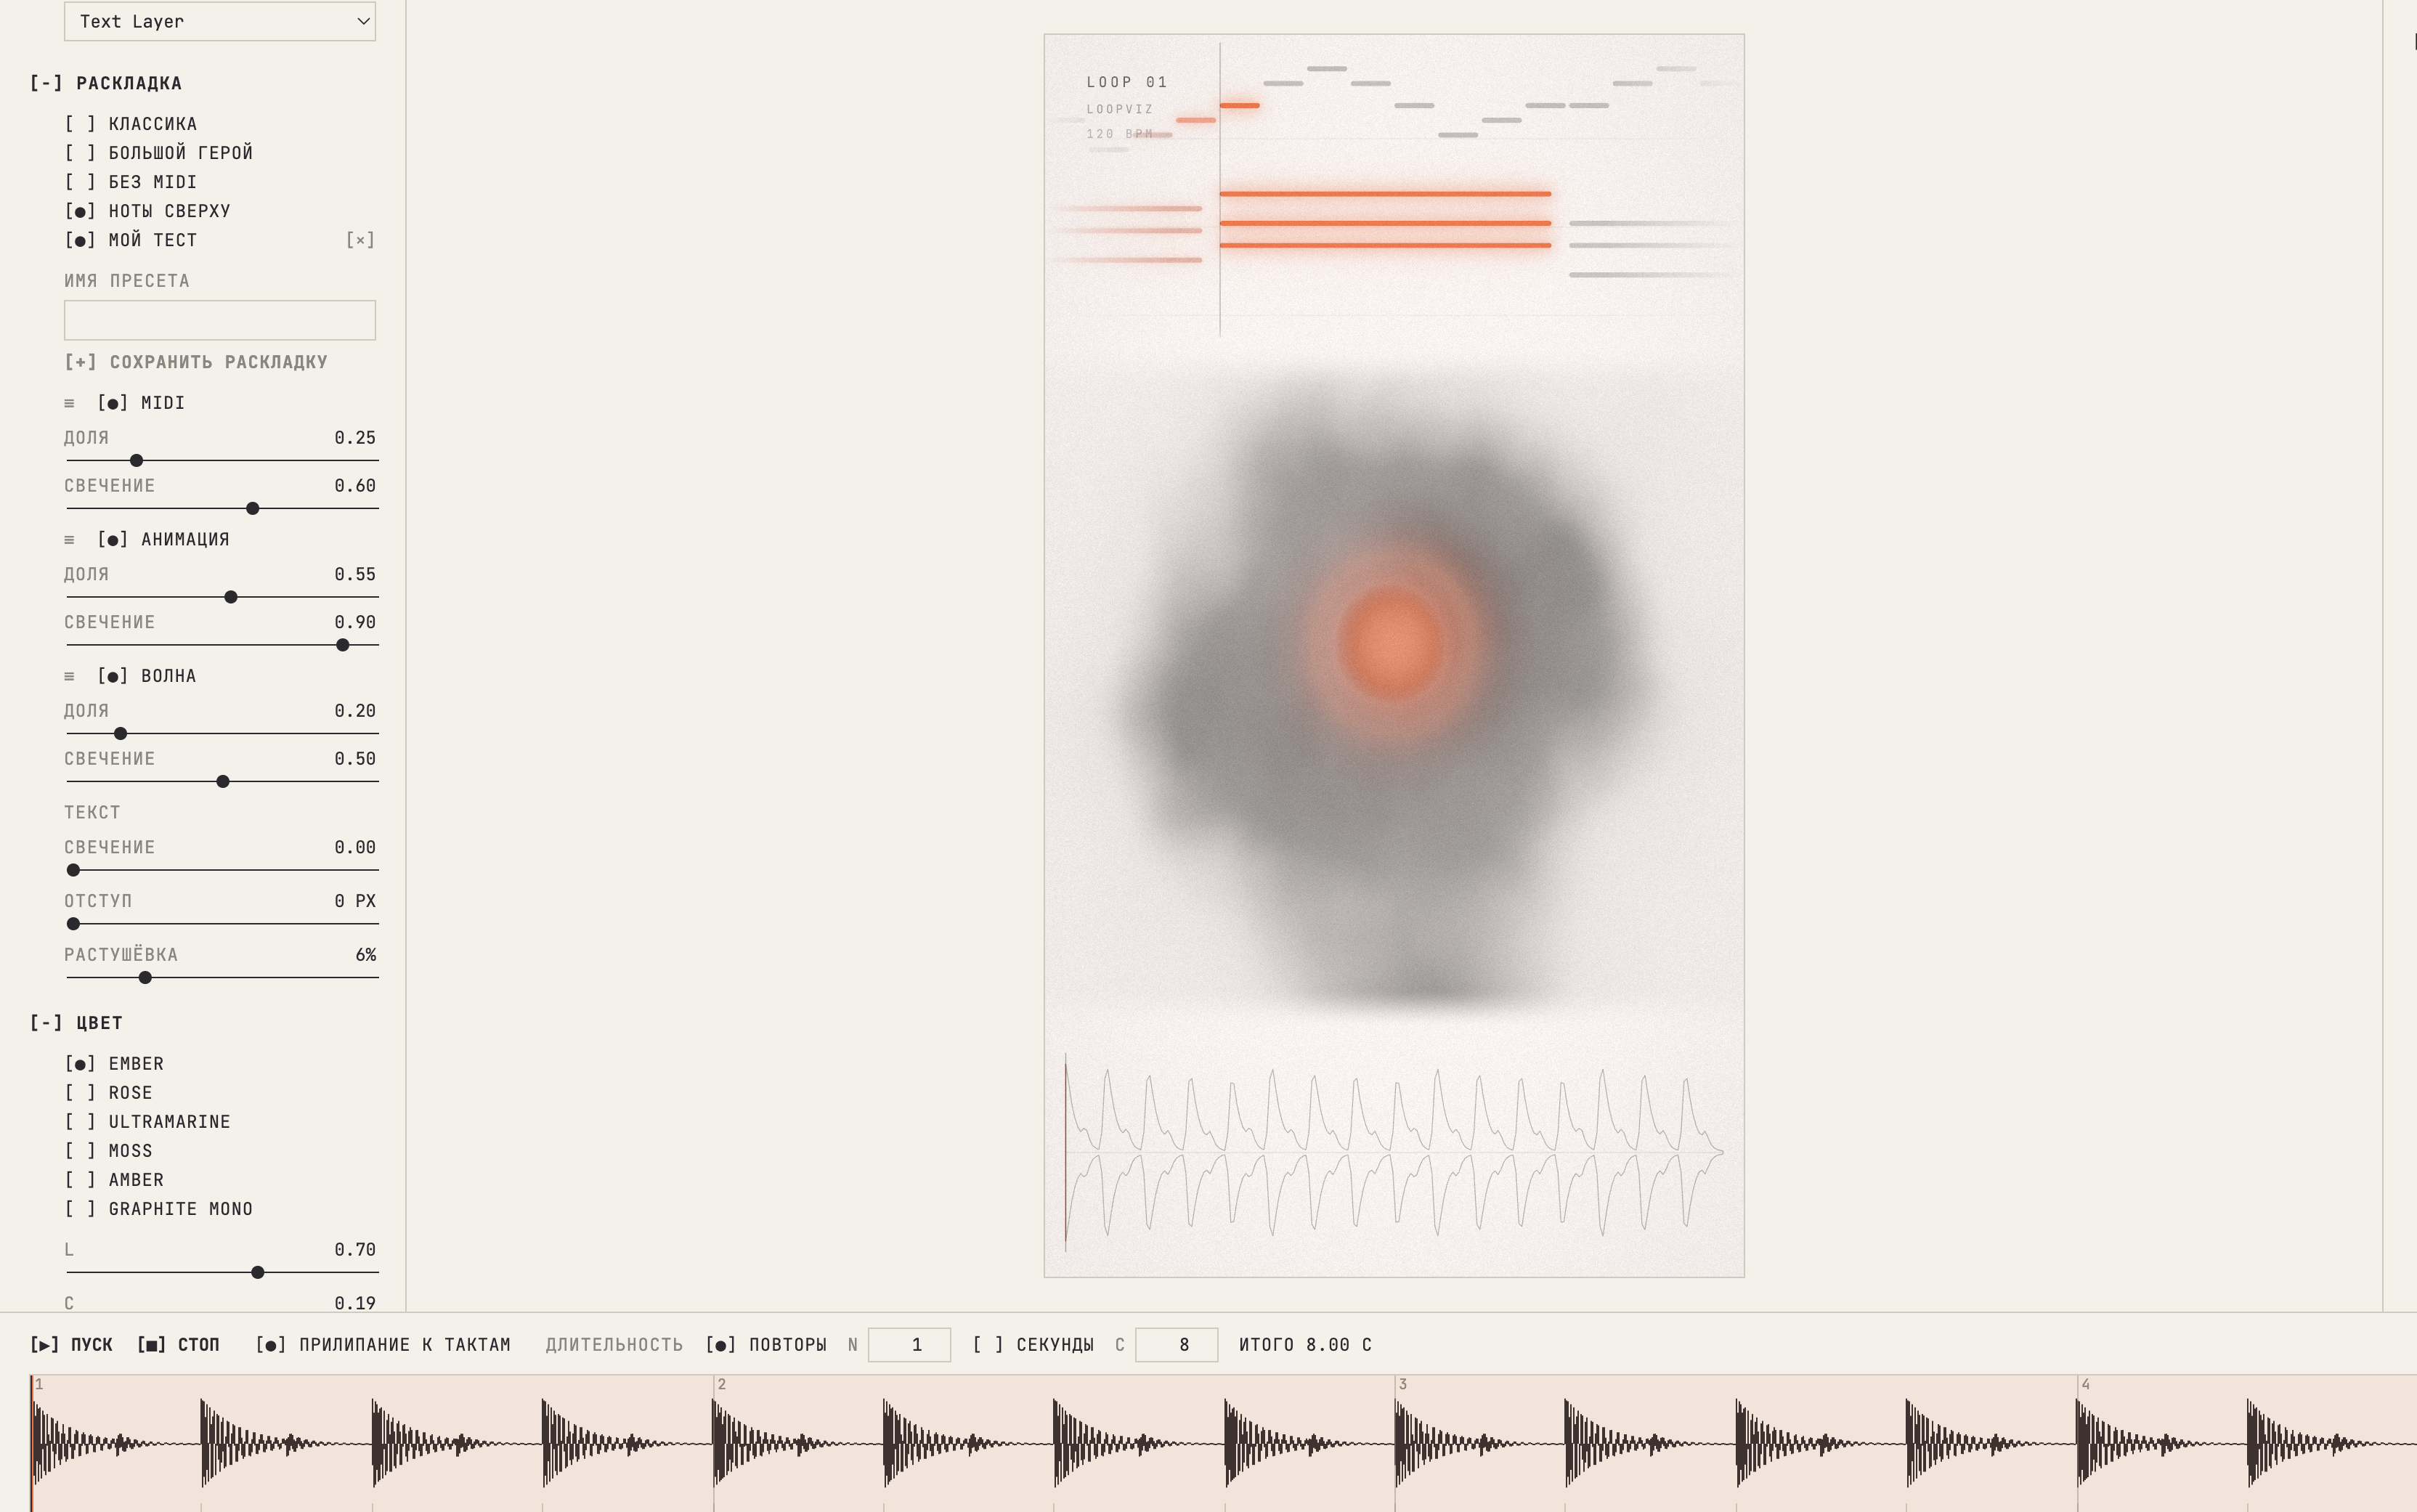 Text Layer
[-] РАСКЛАДКА
[ ] КЛАССИКА
[ ] БОЛЬШОЙ ГЕРОЙ
[ ] БЕЗ MIDI
[●] НОТЫ СВЕРХУ
[●] МОЙ ТЕСТ [×]
ИМЯ ПРЕСЕТА
[+] СОХРАНИТЬ РАСКЛАДКУ
≡ [●] MIDI
ДОЛЯ 0.25
СВЕЧЕНИЕ 0.60
≡ [●] АНИМАЦИЯ
ДОЛЯ 0.55
СВЕЧЕНИЕ 0.90
≡ [●] ВОЛНА
ДОЛЯ 0.20
СВЕЧЕНИЕ 0.50
ТЕКСТ
СВЕЧЕНИЕ 0.00
ОТСТУП 0 PX
РАСТУШЁВКА 6%
[-] ЦВЕТ
[●] EMBER
[ ] ROSE
[ ] ULTRAMARINE
[ ] MOSS
[ ] AMBER
[ ] GRAPHITE MONO
L 0.70
C 0.19
LOOP 01
LOOPVIZ
120 BPM
[▶] ПУСК [■] СТОП [●] ПРИЛИПАНИЕ К ТАКТАМ ДЛИТЕЛЬНОСТЬ [●] ПОВТОРЫ N 1 [ ] СЕКУНДЫ С 8 ИТОГО 8.00 С
1 2 3 4